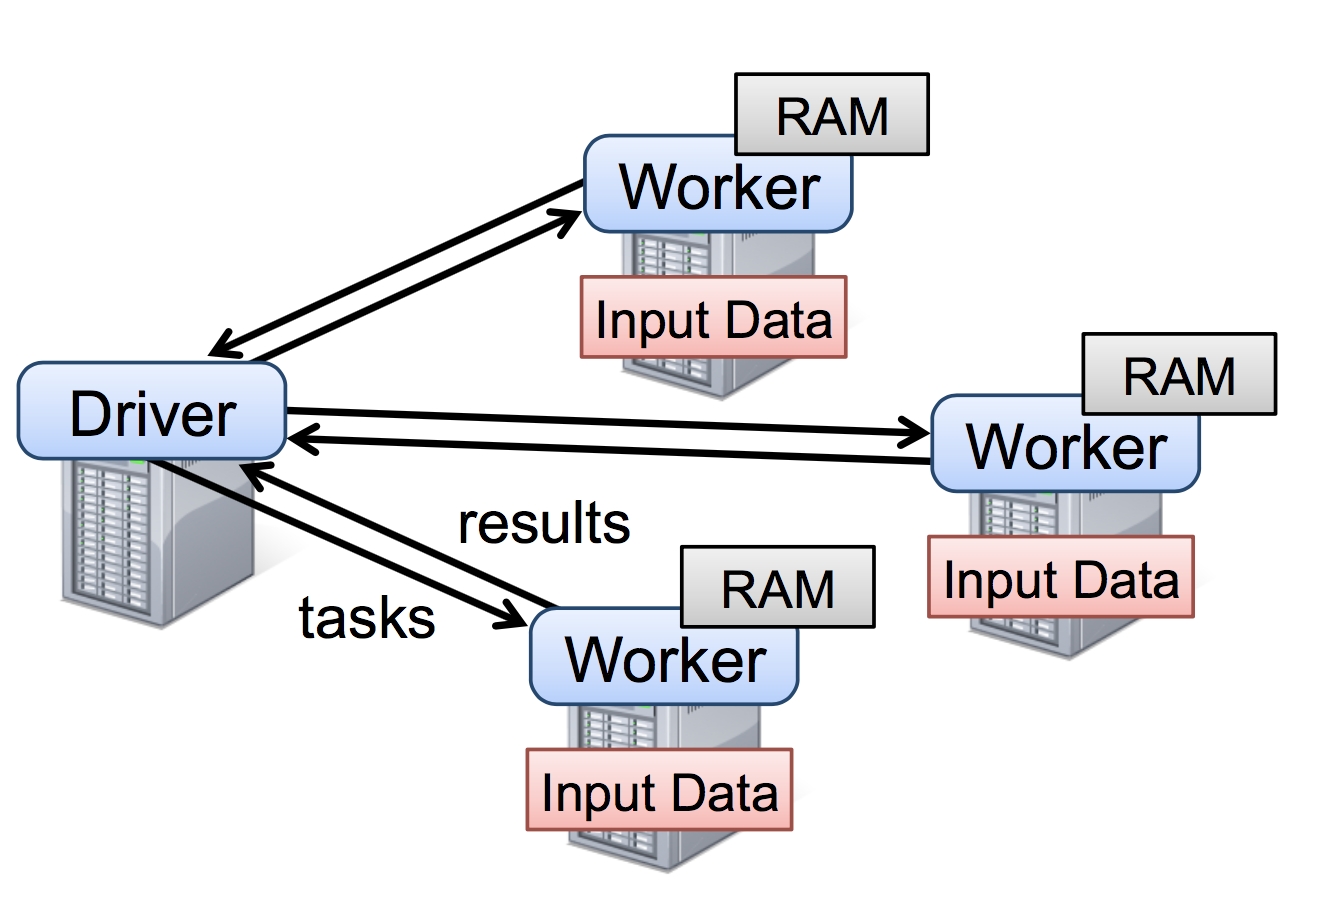 RAM
Worker
Input Data
RAM
Driver
Worker
results
RAM
Input Data
tasks
Worker
Input Data